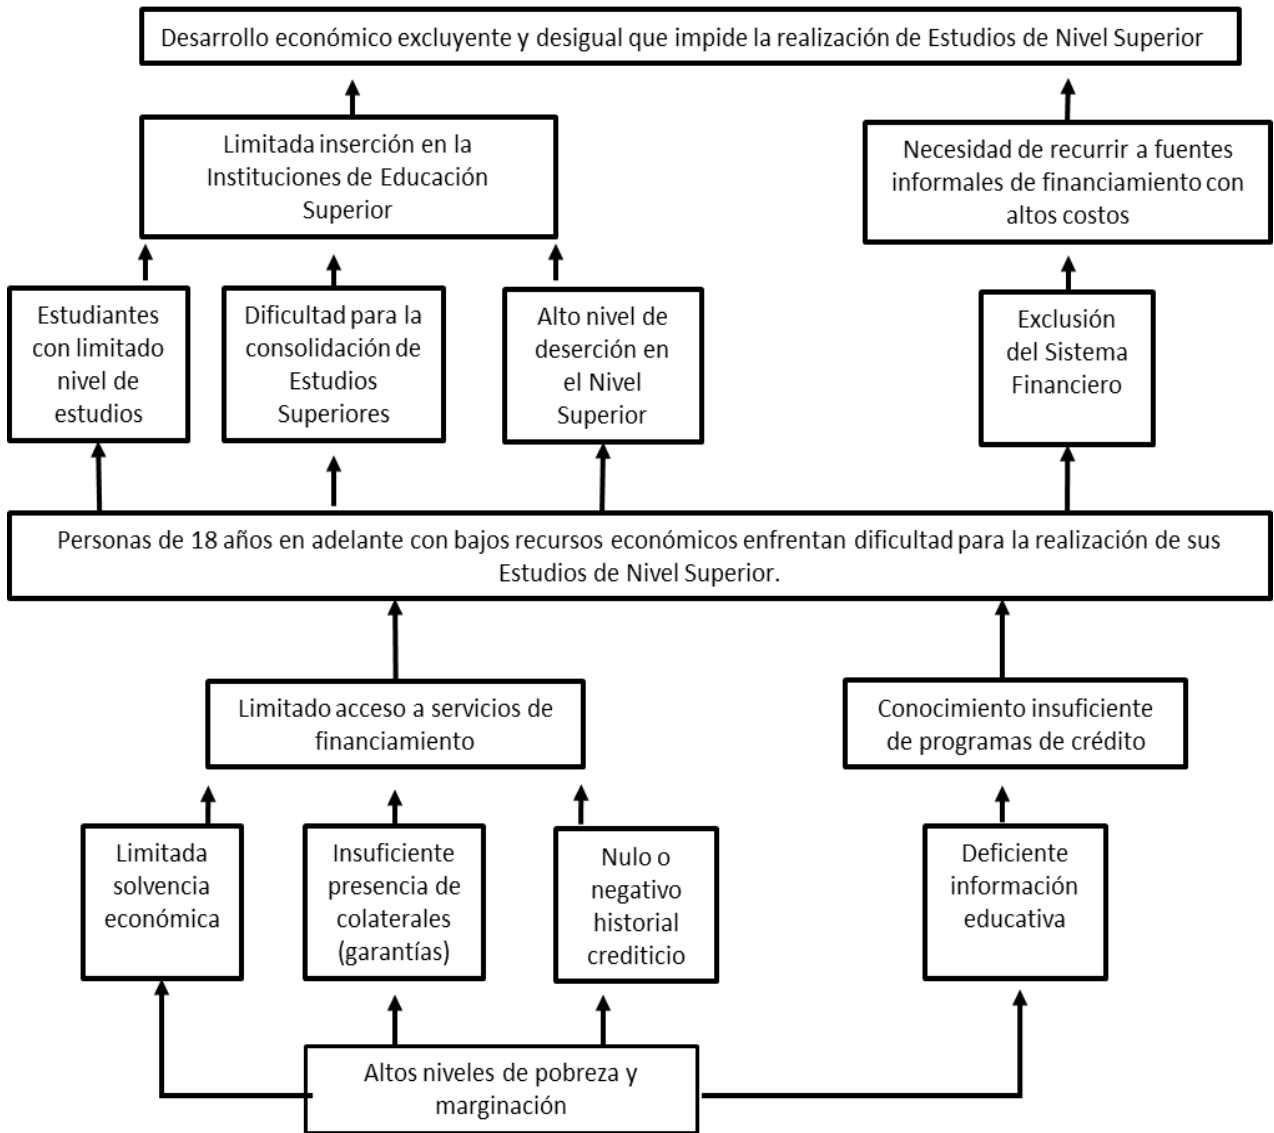 Desarrollo económico excluyente y desigual que impide la realización de Estudios de Nivel Superior
Limitada inserción en la
Instituciones de Educación
Superior
Necesidad de recurrir a fuentes
informales de financiamiento con
altos costos
Estudiantes
con limitado
nivel de
estudios
Dificultad para la
consolidación de
Estudios
Superiores
Alto nivel de
deserción en
el Nivel
Superior
Exclusión
del Sistema
Financiero
Personas de 18 años en adelante con bajos recursos económicos enfrentan dificultad para la realización de sus
Estudios de Nivel Superior.
Limitado acceso a servicios de
financiamiento
Conocimiento insuficiente
de programas de crédito
Limitada
solvencia
económica
Insuficiente
presencia de
colaterales
(garantías)
Nulo o
negativo
historial
crediticio
Deficiente
información
educativa
Altos niveles de pobreza y
marginación